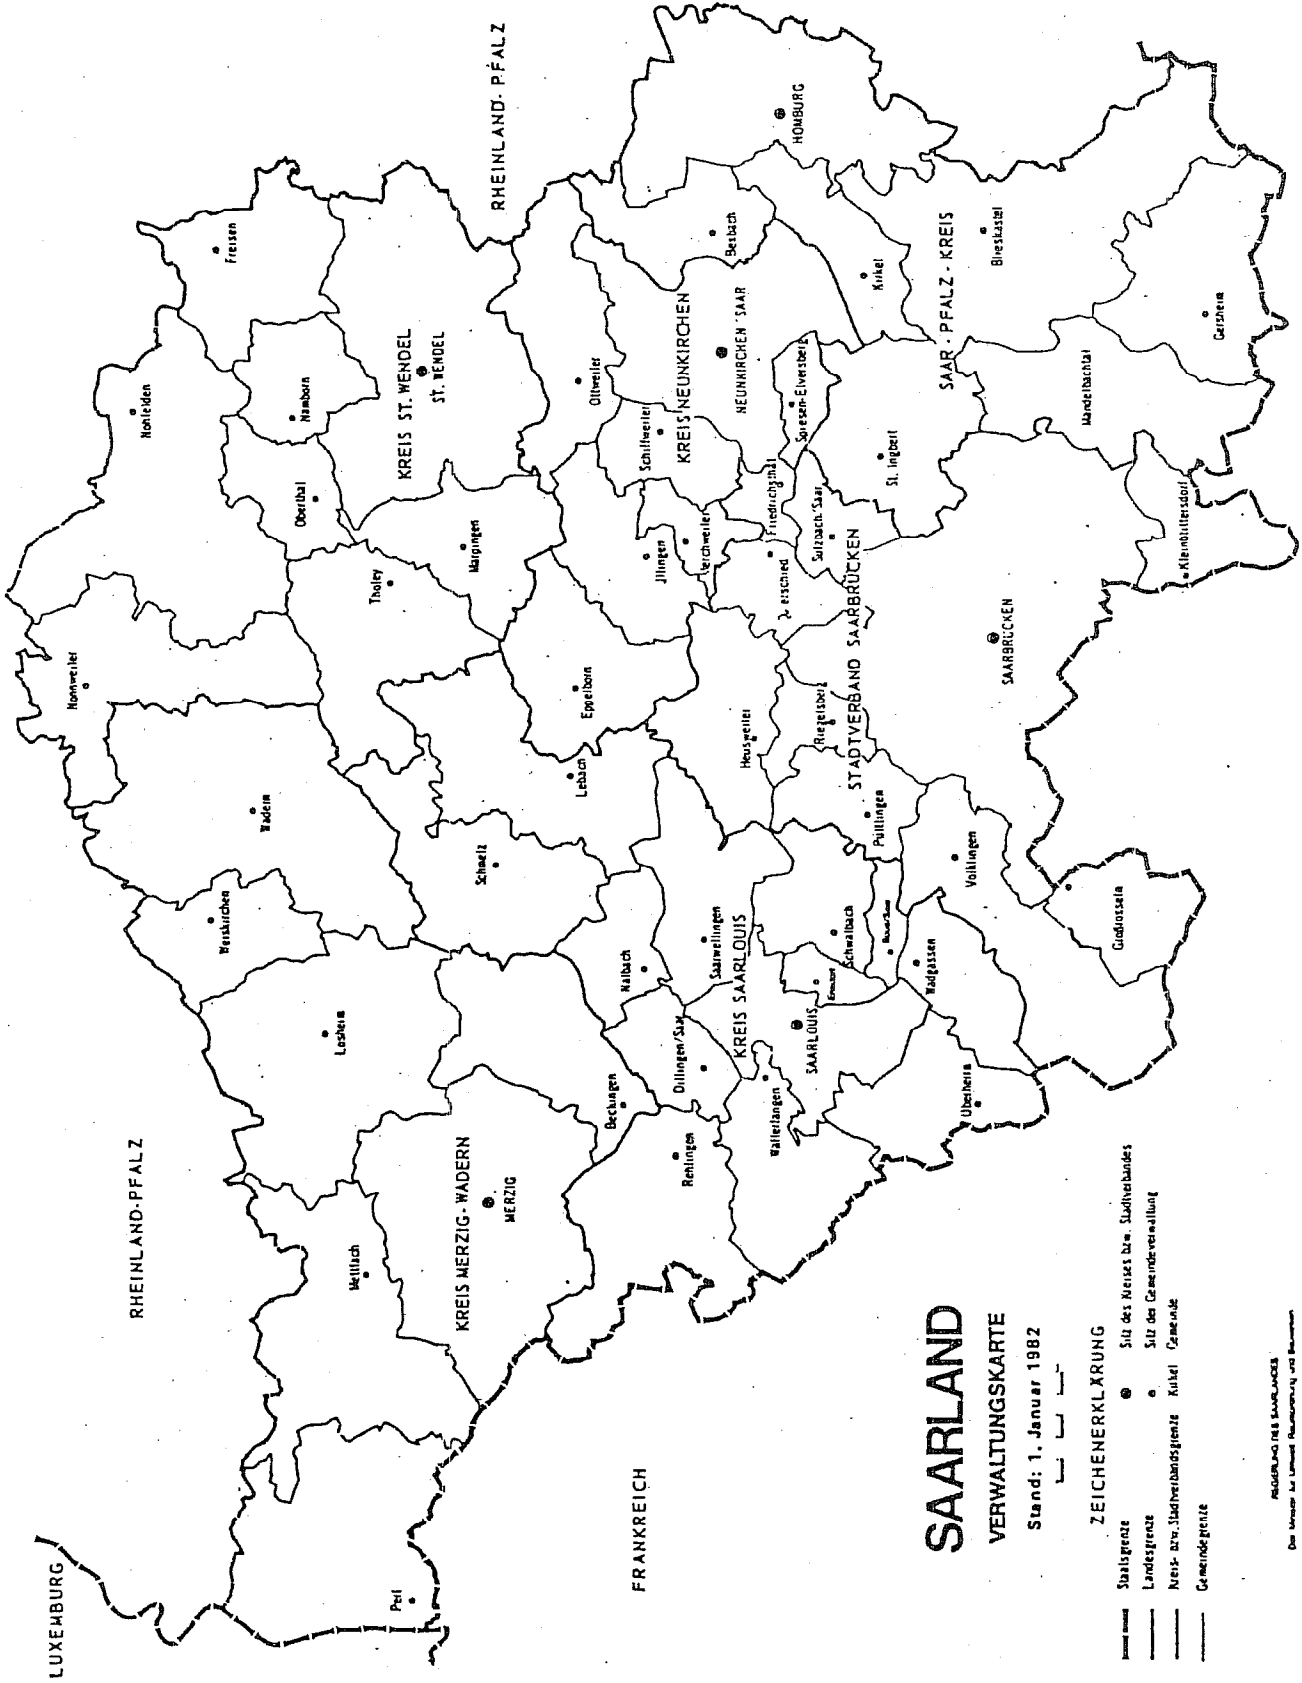 LUXEMBURG
RHEINLAND-PFALZ
RHEINLAND-PFALZ
FRANKREICH
KREIS MERZIG-WADERN
MERZIG
Perl
Mettlach
Losheim
Weiskirchen
Wadern
Beckingen
KREIS ST. WENDEL
ST. WENDEL
Nonnweiler
Nohfelden
Freisen
Namborn
Oberthal
Tholey
Marpingen
KREIS SAARLOUIS
SAARLOUIS
Rehlingen
Wallerfangen
Dillingen/Saar
Nalbach
Saarwellingen
Schmelz
Lebach
Schwalbach
Ensdorf
Bous/Saar
Wadgassen
Überherrn
KREIS NEUNKIRCHEN
NEUNKIRCHEN/SAAR
Ottweiler
Schiffweiler
Spiesen-Elversberg
Illingen
Eppelborn
STADTVERBAND SAARBRÜCKEN
SAARBRÜCKEN
Heusweiler
Riegelsberg
Püttlingen
Völklingen
Großrosseln
Sulzbach/Saar
Friedrichsthal
Kleinblittersdorf
SAAR-PFALZ-KREIS
HOMBURG
Bexbach
Kirkel
St. Ingbert
Blieskastel
Mandelbachtal
Gersheim
SAARLAND
VERWALTUNGSKARTE
Stand: 1. Januar 1982
ZEICHENERKLÄRUNG
Staatsgrenze
Landesgrenze
Kreis- bzw. Stadtverbandsgrenze
Gemeindegrenze
Sitz des Kreises bzw. Stadtverbandes
Sitz der Gemeindeverwaltung
Kirkel Gemeinde
REGIERUNG DES SAARLANDES